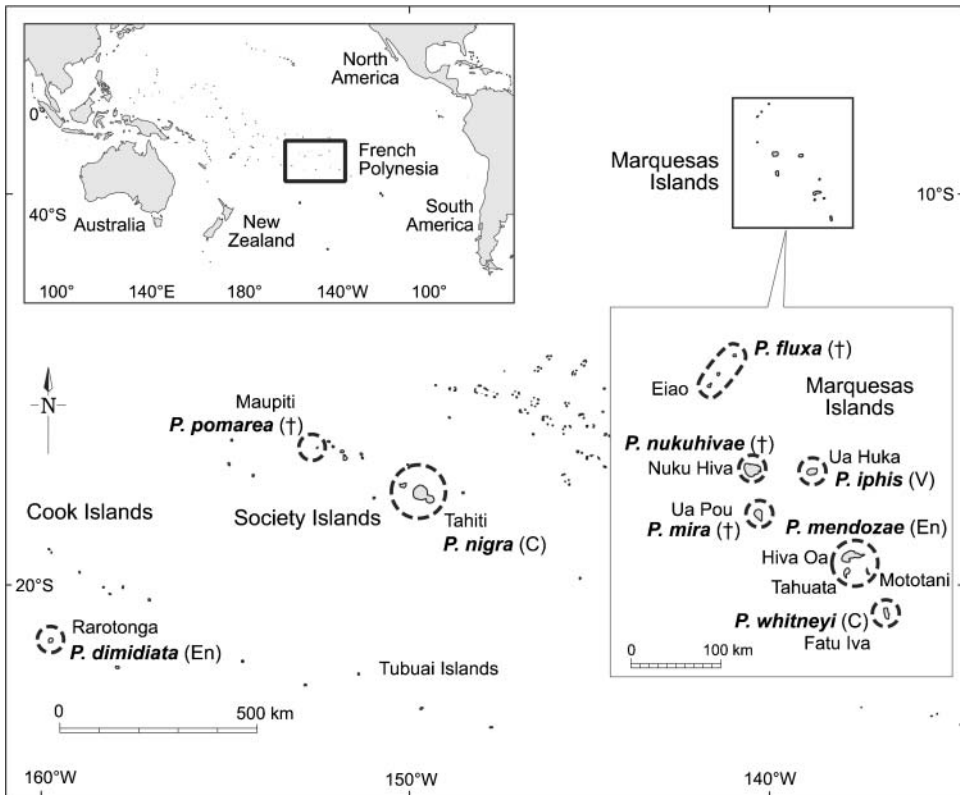 North
America
0
French
Polynesia
40°S
Australia
New
Zealand
South
America
100°
140°E
180°
140°W
100°
Marquesas
Islands
10°S
P. fluxa (†)
Eiao
Marquesas
Islands
P. nukuhivae (†)
Nuku Hiva
Ua Huka
P. iphis (V)
Ua Pou
P. mira (†)
P. mendozae (En)
Hiva Oa
Tahuata
Mototani
P. whitneyi (C)
Fatu Iva
0
100 km
N
Maupiti
P. pomarea (†)
Cook Islands
Society Islands
Tahiti
P. nigra (C)
20°S
Rarotonga
P. dimidiata (En)
Tubuai Islands
0
500 km
160°W
150°W
140°W